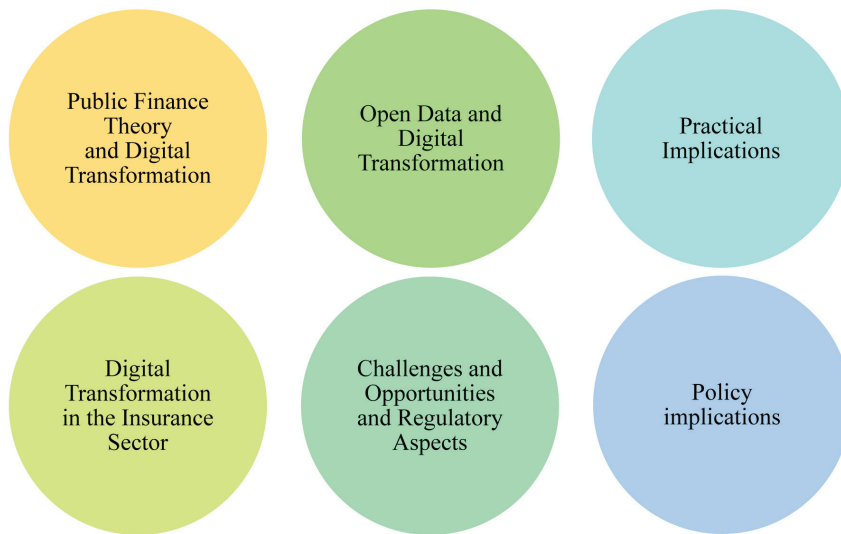 Public Finance
Theory
and Digital
Transformation
Open Data and
Digital
Transformation
Practical
Implications
Digital
Transformation
in the Insurance
Sector
Challenges and
Opportunities
and Regulatory
Aspects
Policy
implications